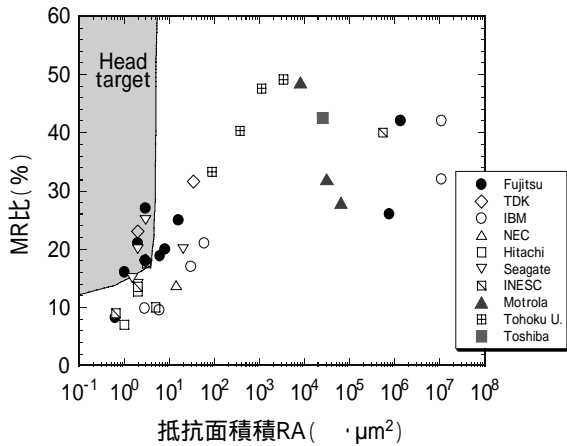 60
50
40
30
20
10
0
MR比(%)
Head
target
10-1
100
101
102
103
104
105
106
107
108
抵抗面積積RA( ·µm2)
Fujitsu
TDK
IBM
NEC
Hitachi
Seagate
INESC
Motrola
Tohoku U.
Toshiba